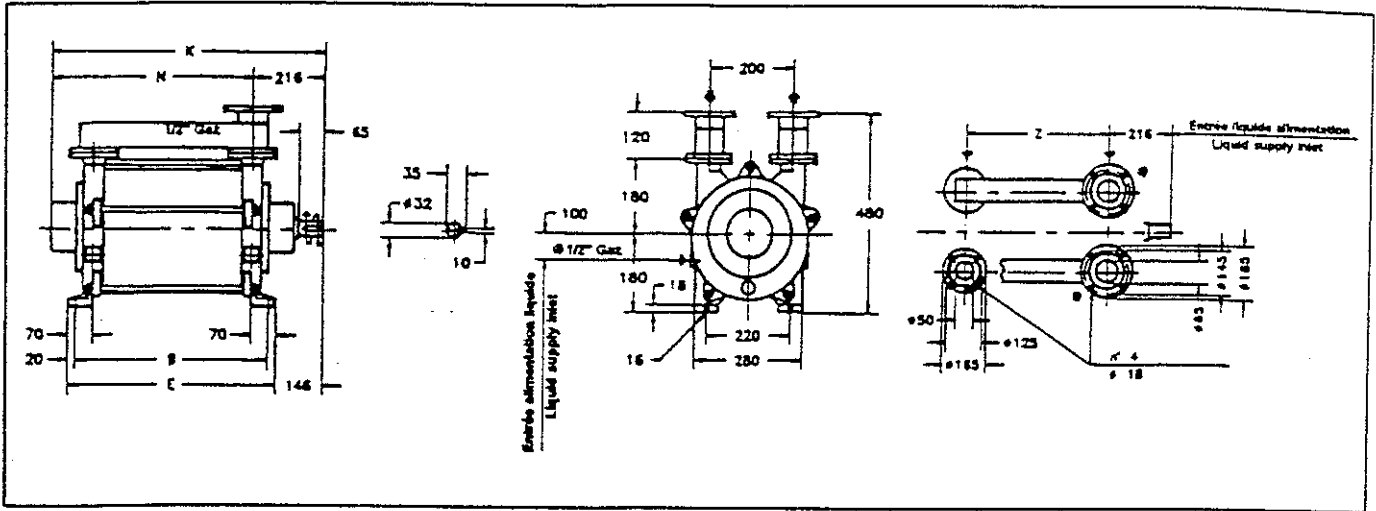 K
N
216
1/2" Gaz
65
70
70
20
B
E
146
35
ø32
10
200
120
180
100
1/2" Gaz
180
18
16
220
280
480
Entrée alimentation liquide
Liquid supply inlet
Z
216
Entrée liquide alimentation
Liquid supply inlet
ø50
ø125
ø165
ø65
ø145
ø185
n° 4
ø 18